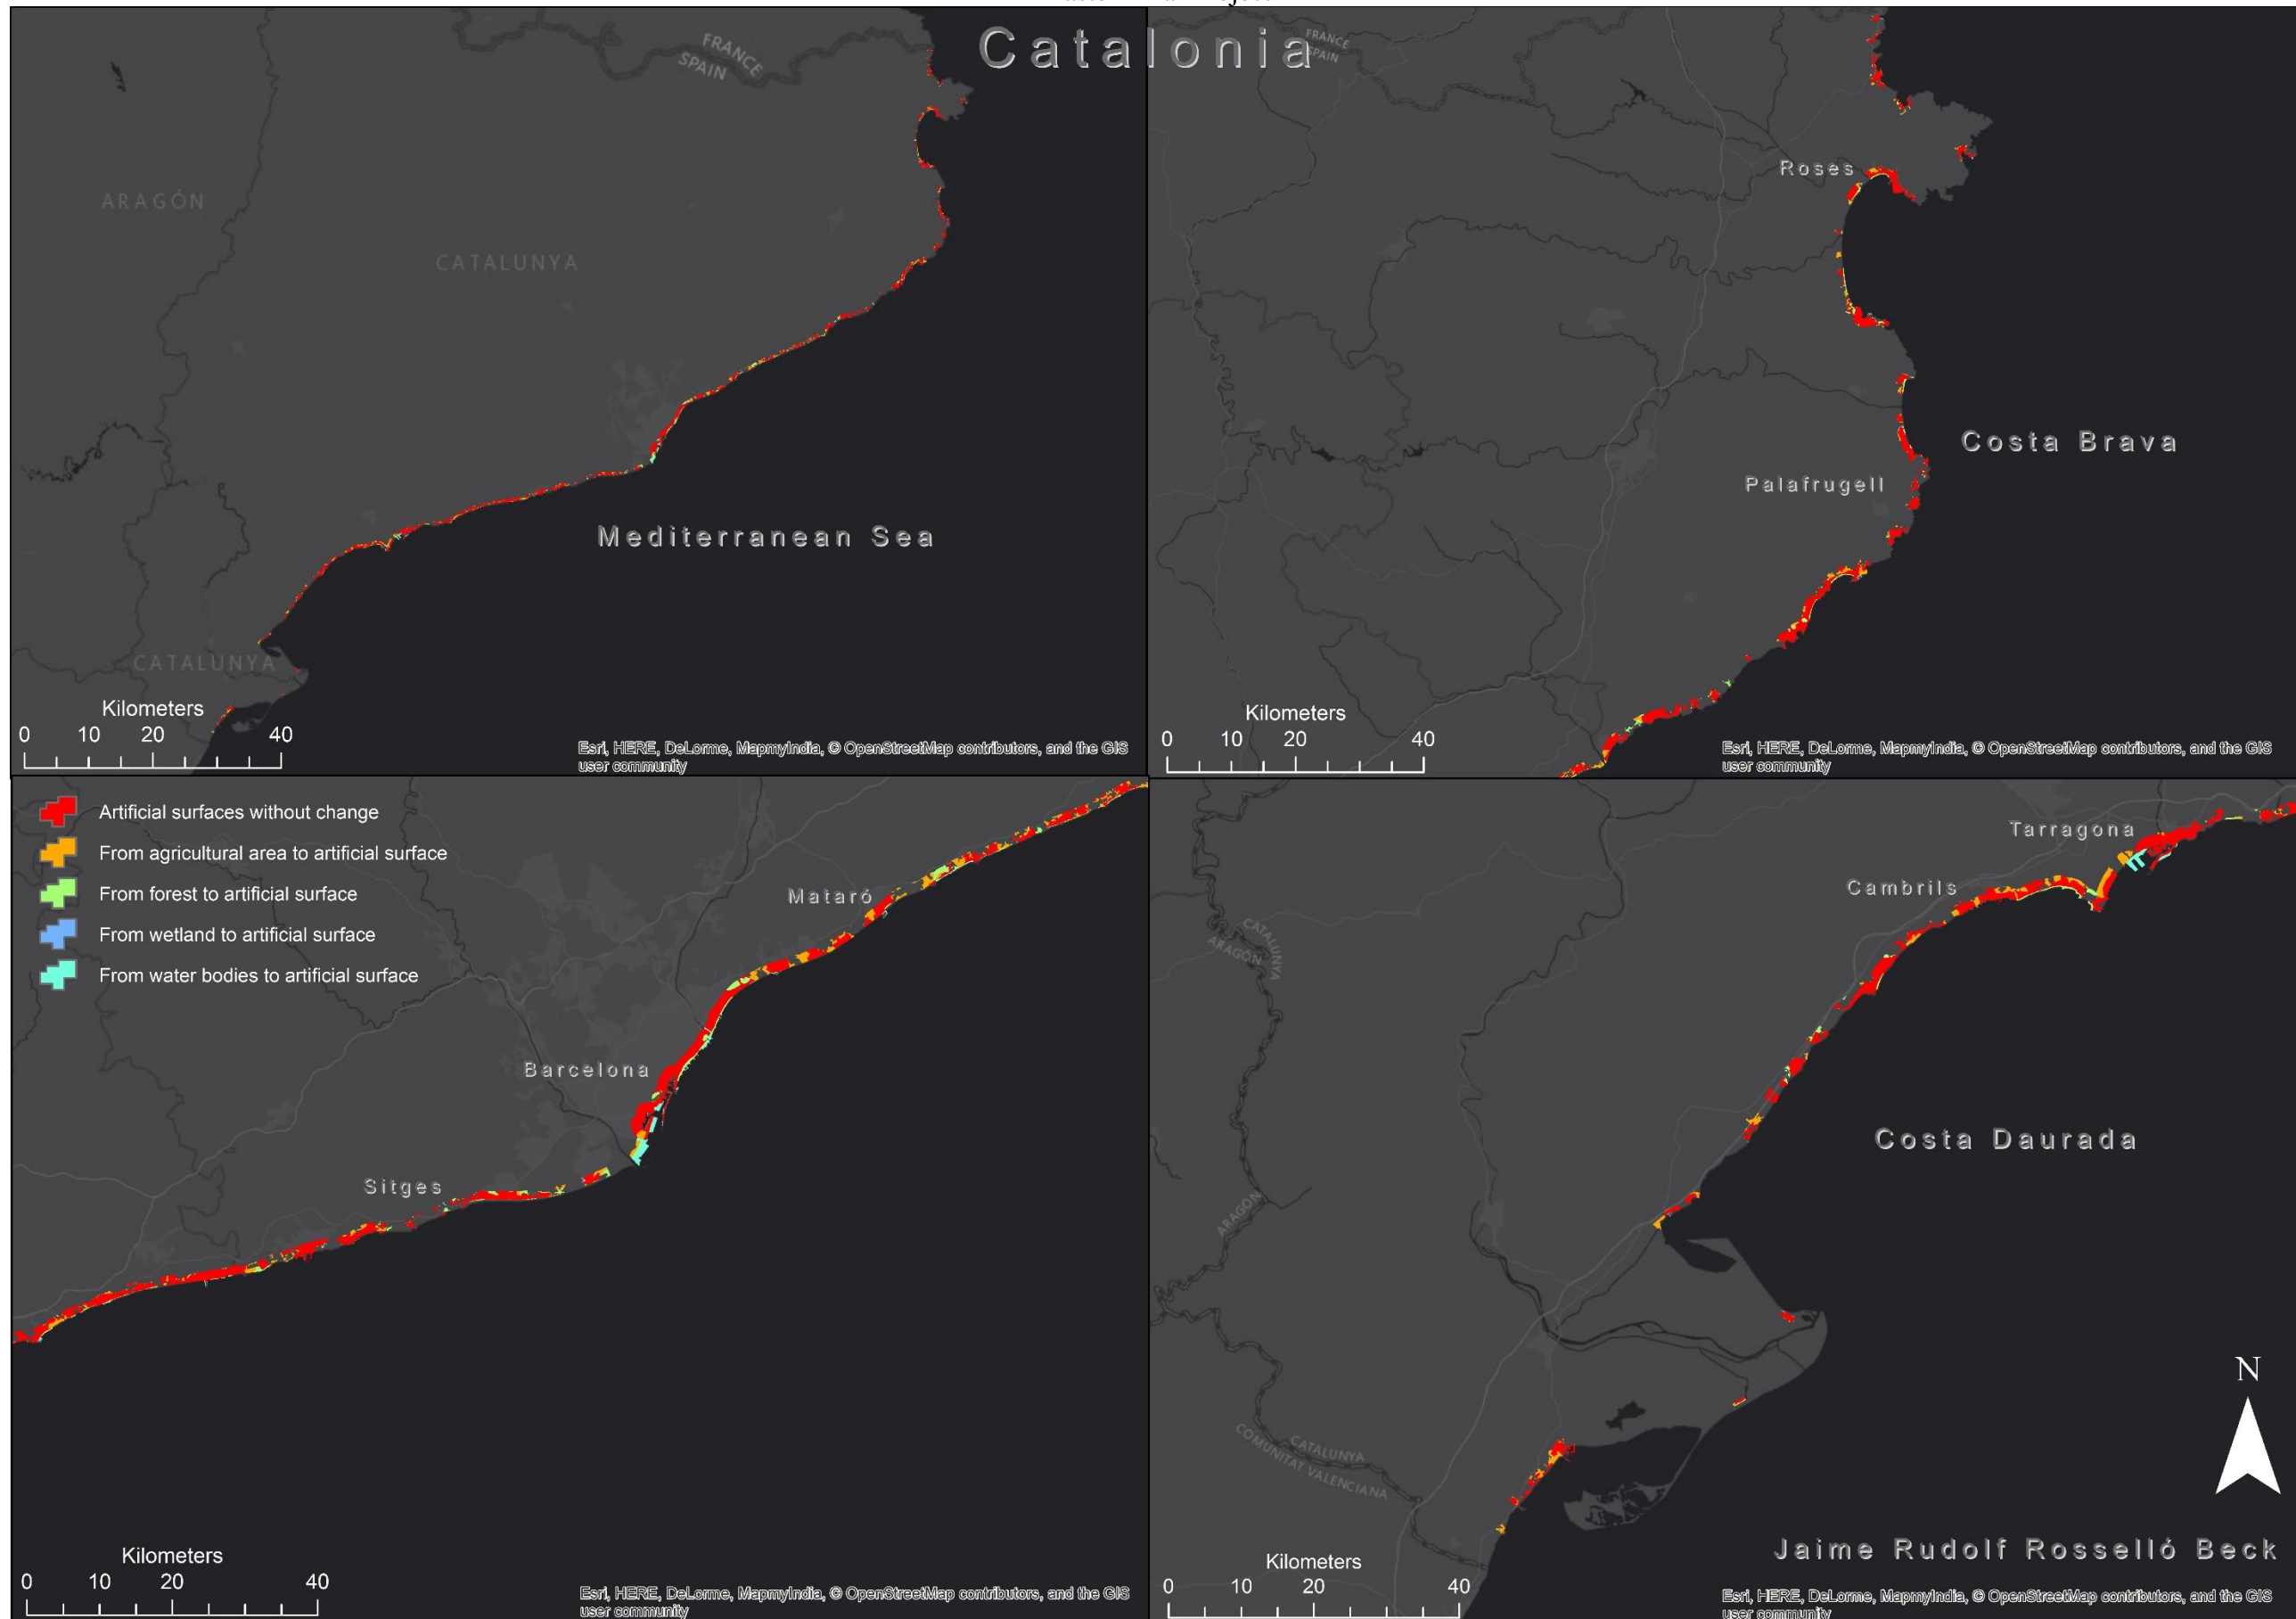 Catalonia
FRANCE
SPAIN
ARAGÓN
CATALUNYA
Mediterranean Sea
CATALUNYA
Kilometers
0 10 20 40
Esri, HERE, DeLorme, MapmyIndia, © OpenStreetMap contributors, and the GIS
user community
FRANCE
SPAIN
Roses
Costa Brava
Palafrugell
Kilometers
0 10 20 40
Esri, HERE, DeLorme, MapmyIndia, © OpenStreetMap contributors, and the GIS
user community
Artificial surfaces without change
From agricultural area to artificial surface
From forest to artificial surface
From wetland to artificial surface
From water bodies to artificial surface
Mataró
Barcelona
Sitges
Kilometers
0 10 20 40
Esri, HERE, DeLorme, MapmyIndia, © OpenStreetMap contributors, and the GIS
user community
Tarragona
Cambrils
CATALUNYA
ARAGÓN
Costa Daurada
ARAGÓN
CATALUNYA
COMUNITAT VALENCIANA
N
Jaime Rudolf Rosselló Beck
Kilometers
0 10 20 40
Esri, HERE, DeLorme, MapmyIndia, © OpenStreetMap contributors, and the GIS
user community